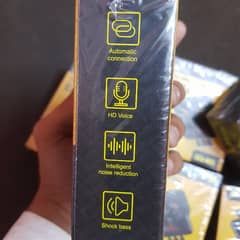 Automatic
connection
HD Voice
Intelligent
noise reduction
Shock bass